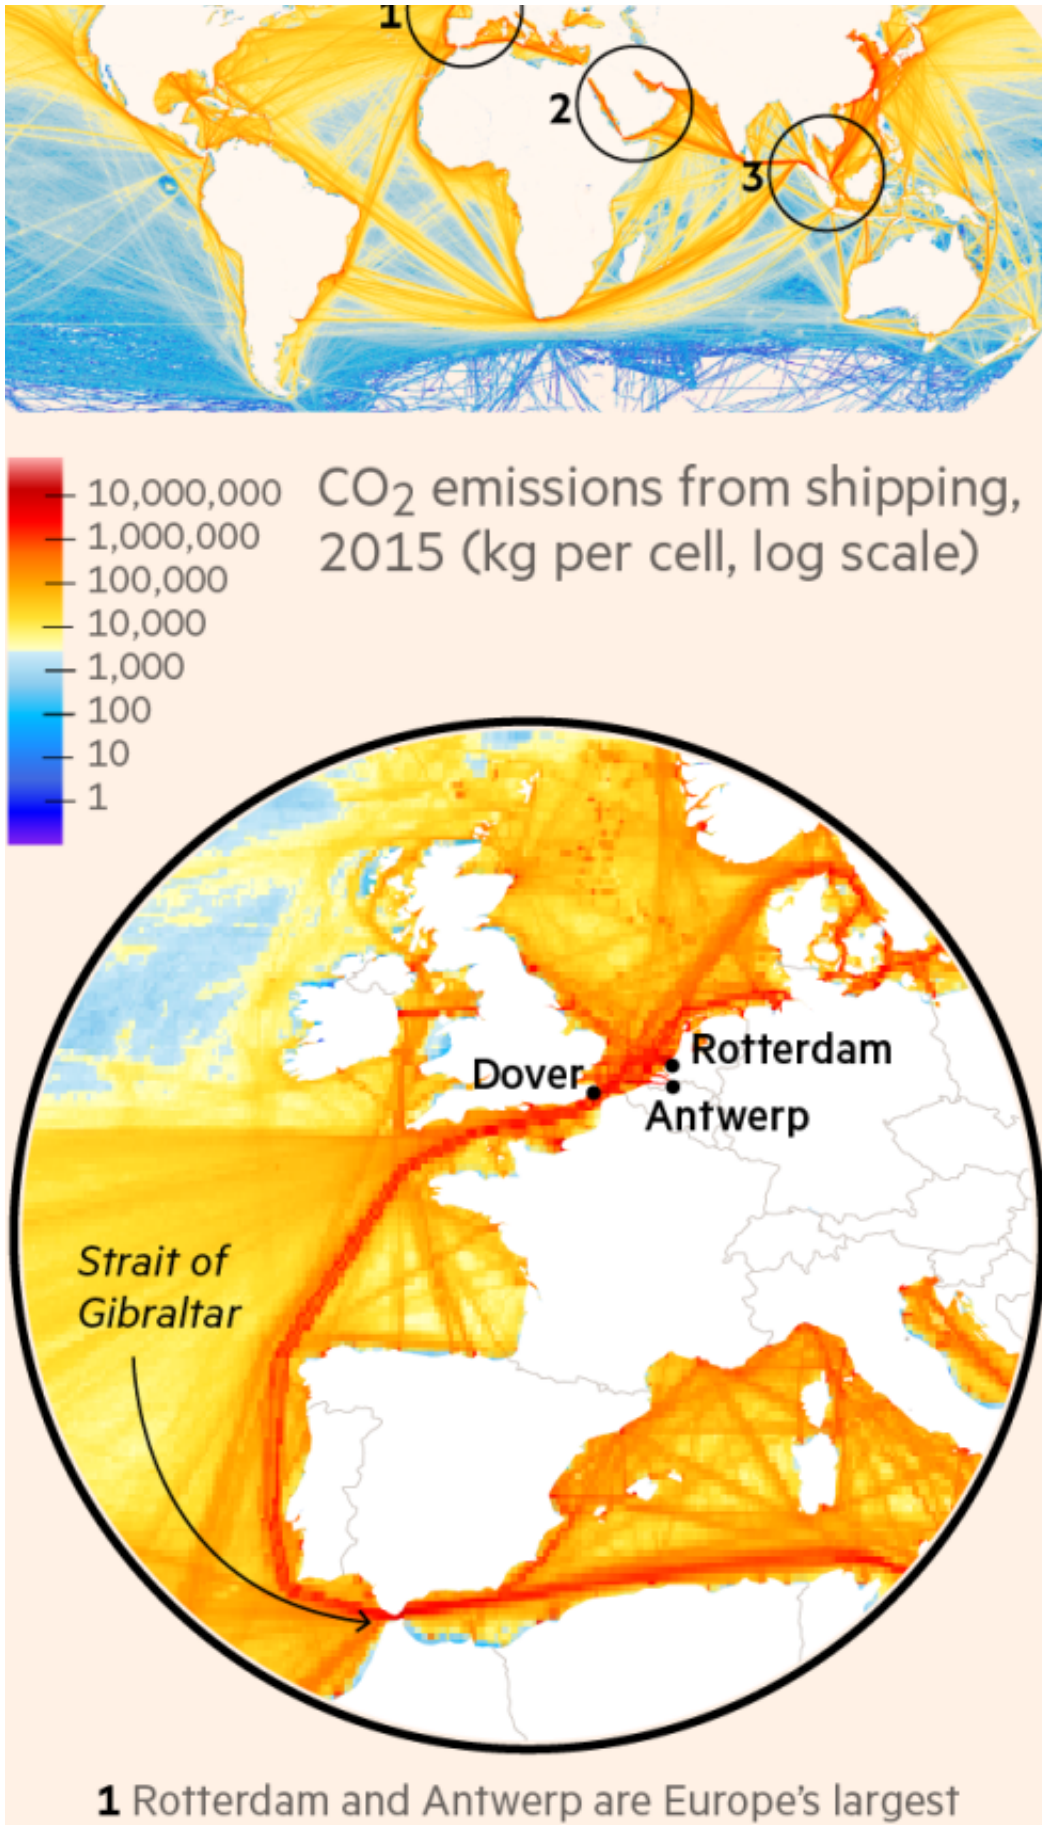 1
2
3
CO₂ emissions from shipping,
2015 (kg per cell, log scale)
10,000,000
1,000,000
100,000
10,000
1,000
100
10
1
Rotterdam
Dover
Antwerp
Strait of
Gibraltar
1 Rotterdam and Antwerp are Europe’s largest